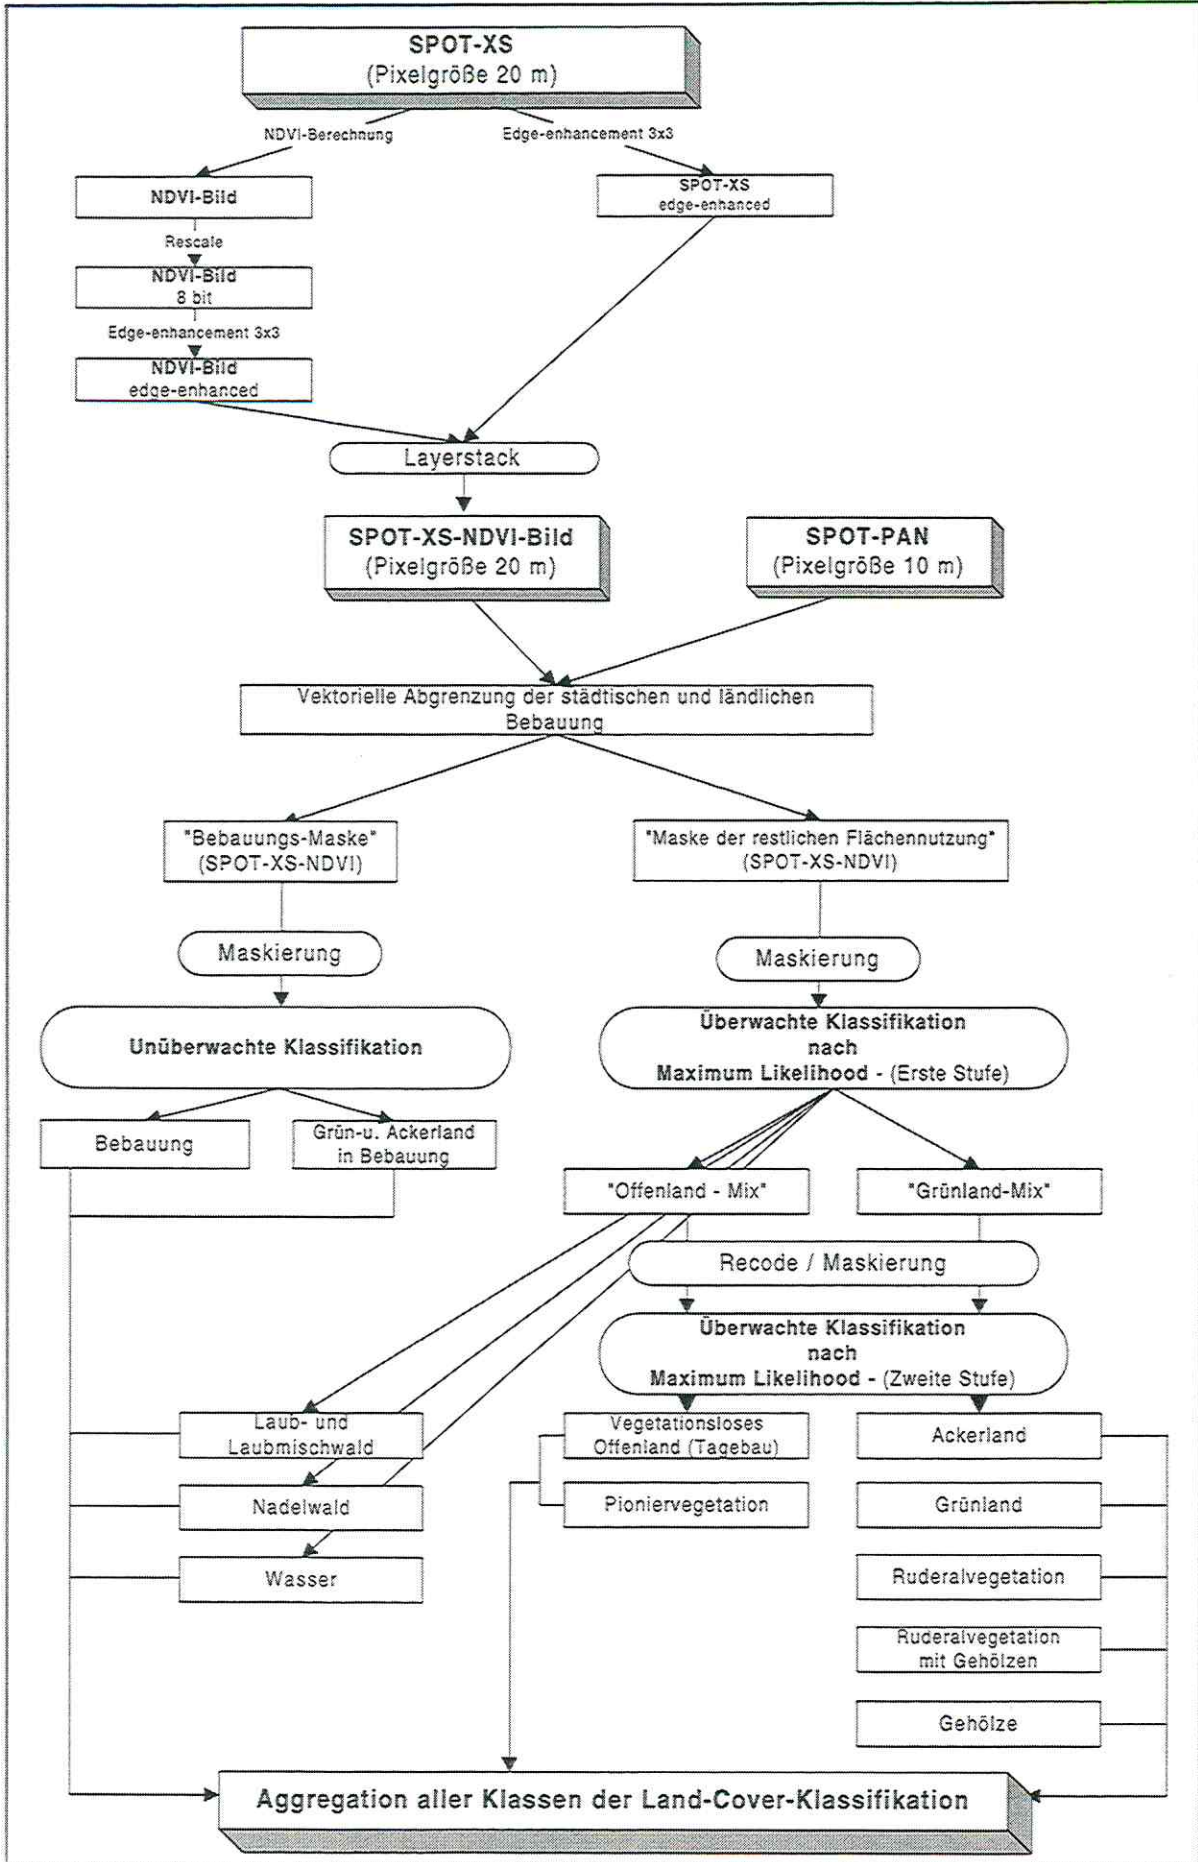 SPOT-XS
(Pixelgröße 20 m)
NDVI-Berechnung
Edge-enhancement 3x3
NDVI-Bild
SPOT-XS
edge-enhanced
Rescale
NDVI-Bild
8 bit
Edge-enhancement 3x3
NDVI-Bild
edge-enhanced
Layerstack
SPOT-XS-NDVI-Bild
(Pixelgröße 20 m)
SPOT-PAN
(Pixelgröße 10 m)
Vektorielle Abgrenzung der städtischen und ländlichen
Bebauung
"Bebauungs-Maske"
(SPOT-XS-NDVI)
"Maske der restlichen Flächennutzung"
(SPOT-XS-NDVI)
Maskierung
Maskierung
Unüberwachte Klassifikation
Überwachte Klassifikation
nach
Maximum Likelihood - (Erste Stufe)
Bebauung
Grün-u. Ackerland
in Bebauung
"Offenland - Mix"
"Grünland-Mix"
Recode / Maskierung
Überwachte Klassifikation
nach
Maximum Likelihood - (Zweite Stufe)
Laub- und
Laubmischwald
Vegetationsloses
Offenland (Tagebau)
Ackerland
Nadelwald
Pioniervegetation
Grünland
Wasser
Ruderalvegetation
Ruderalvegetation
mit Gehölzen
Gehölze
Aggregation aller Klassen der Land-Cover-Klassifikation